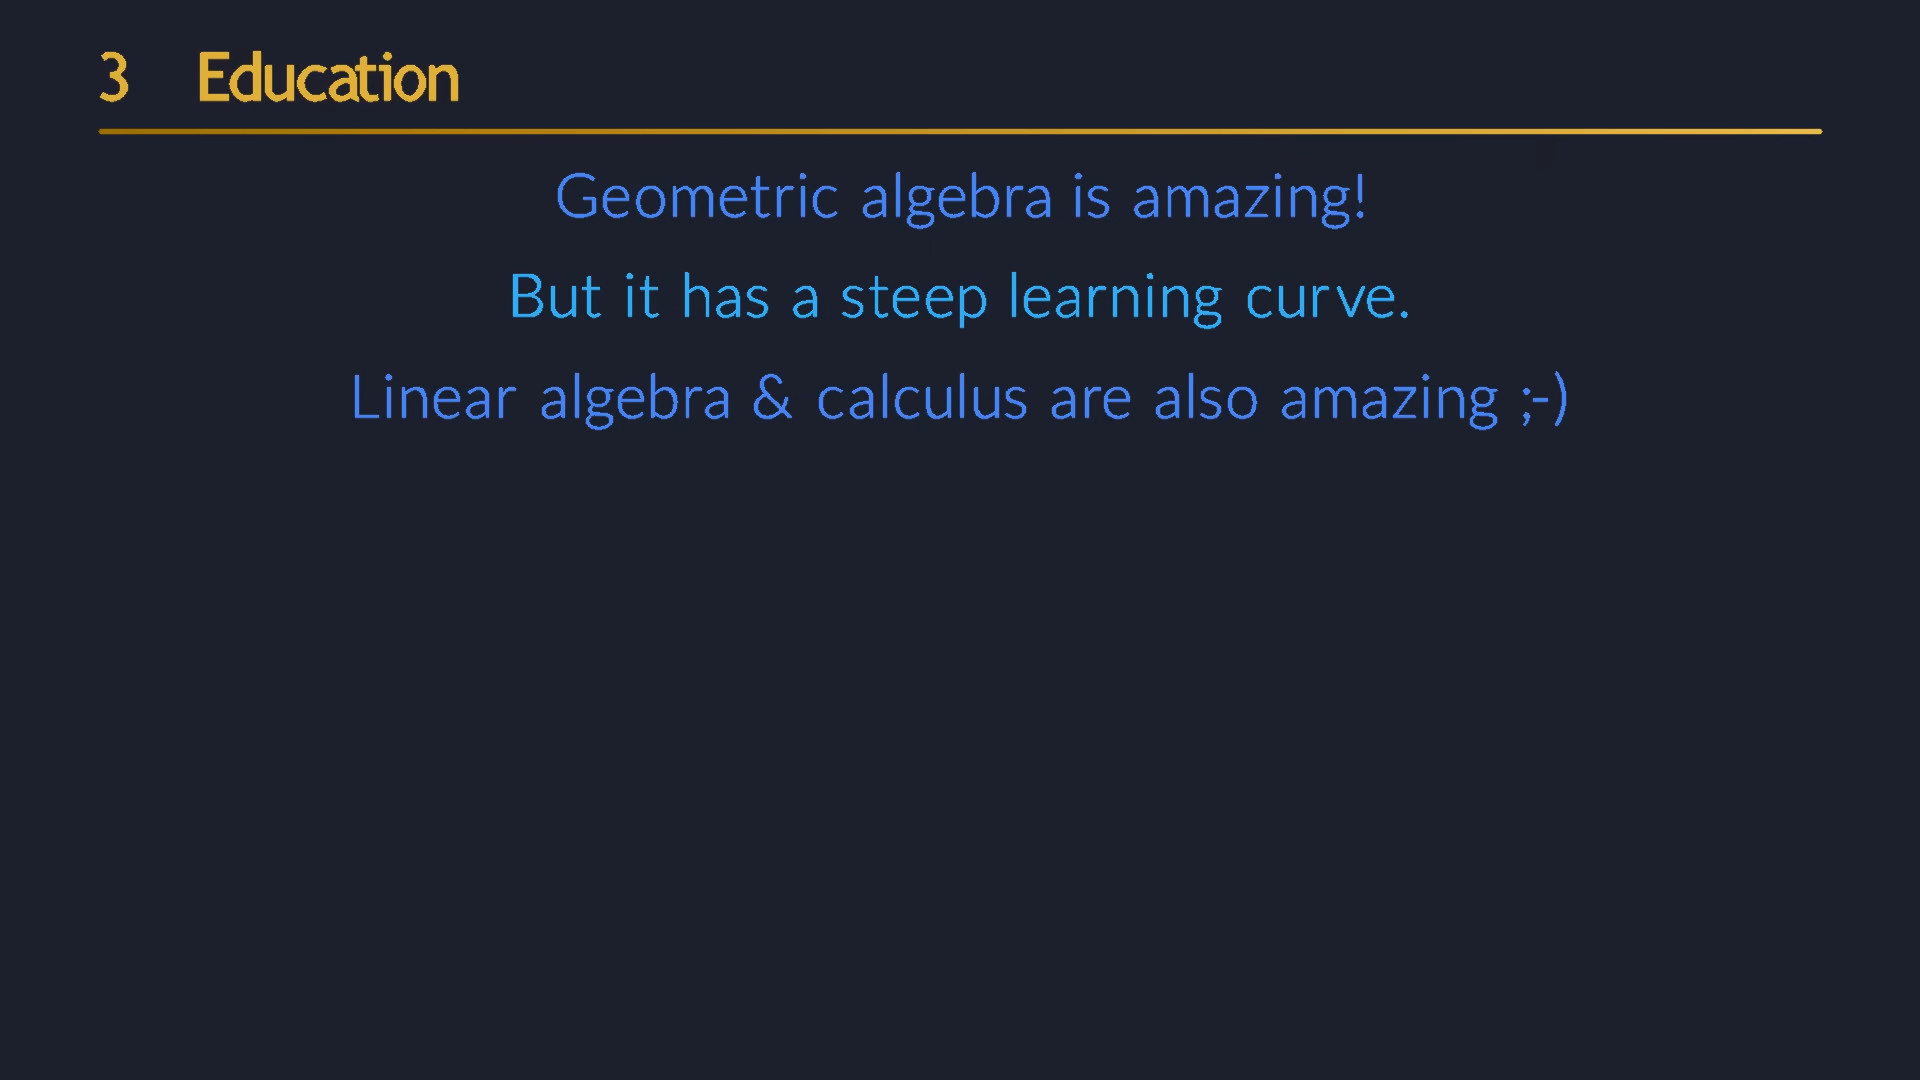 3 Education
Geometric algebra is amazing!
But it has a steep learning curve.
Linear algebra & calculus are also amazing ;-)